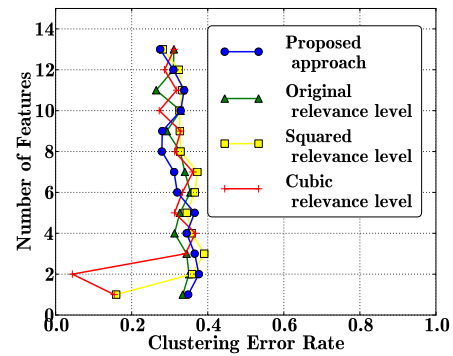 14
12
10
8
6
4
2
0
0.0 0.2 0.4 0.6 0.8 1.0
Number of Features
Clustering Error Rate
Proposed
approach
Original
relevance level
Squared
relevance level
Cubic
relevance level